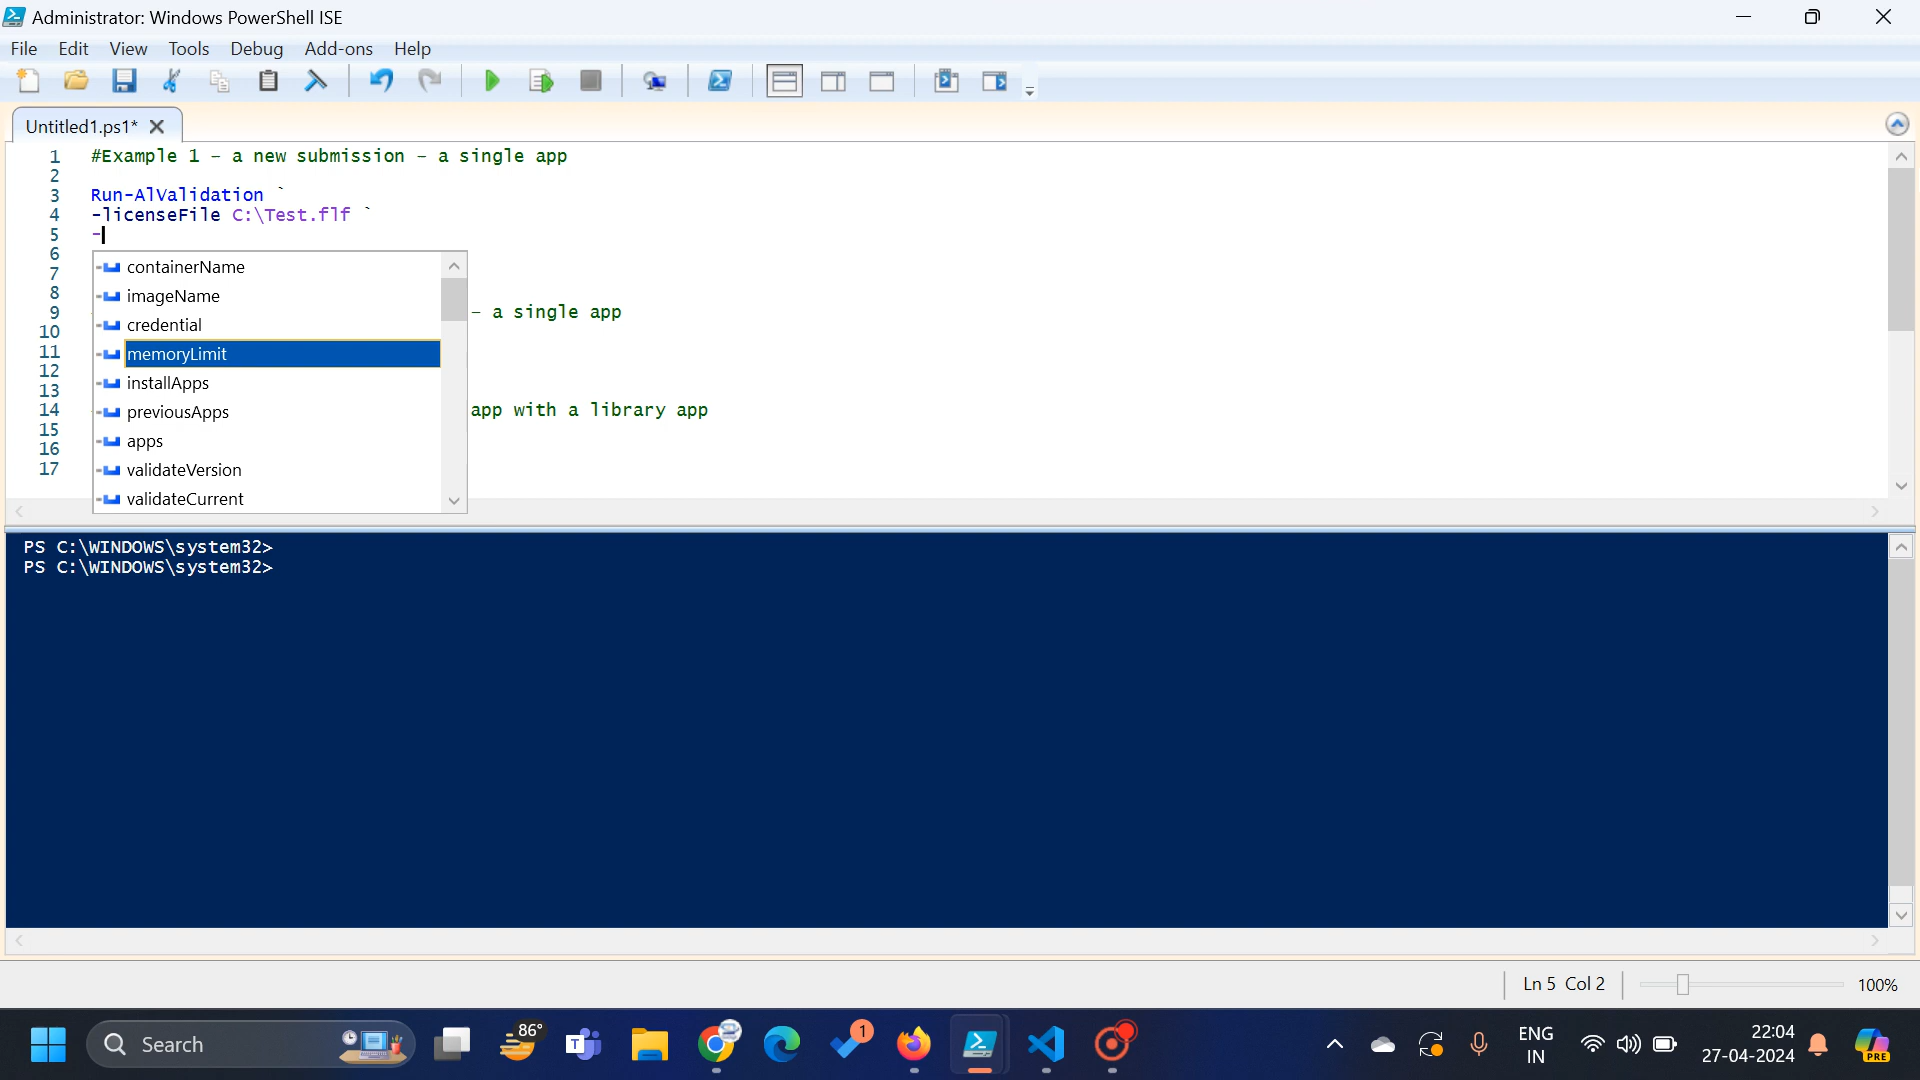 Administrator: Windows PowerShell ISE
File Edit View Tools Debug Add-ons Help
Untitled1.ps1*
1 #Example 1 - a new submission - a single app
2
3 Run-AlValidation `
4 -licenseFile C:\Test.flf `
5 -
6
7
8
9 - a single app
10
11
12
13
14 app with a library app
15
16
17
containerName
imageName
credential
memoryLimit
installApps
previousApps
apps
validateVersion
validateCurrent
PS C:\WINDOWS\system32>
PS C:\WINDOWS\system32>
Ln 5 Col 2 100%
Search
86°
1
ENG
IN
22:04
27-04-2024
PRE